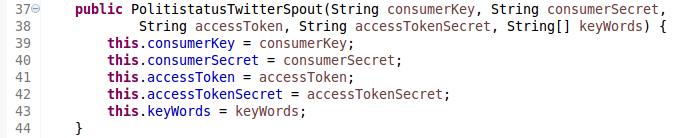 37 public PolitistatusTwitterSpout(String consumerKey, String consumerSecret,
38 String accessToken, String accessTokenSecret, String[] keyWords) {
39 this.consumerKey = consumerKey;
40 this.consumerSecret = consumerSecret;
41 this.accessToken = accessToken;
42 this.accessTokenSecret = accessTokenSecret;
43 this.keyWords = keyWords;
44 }